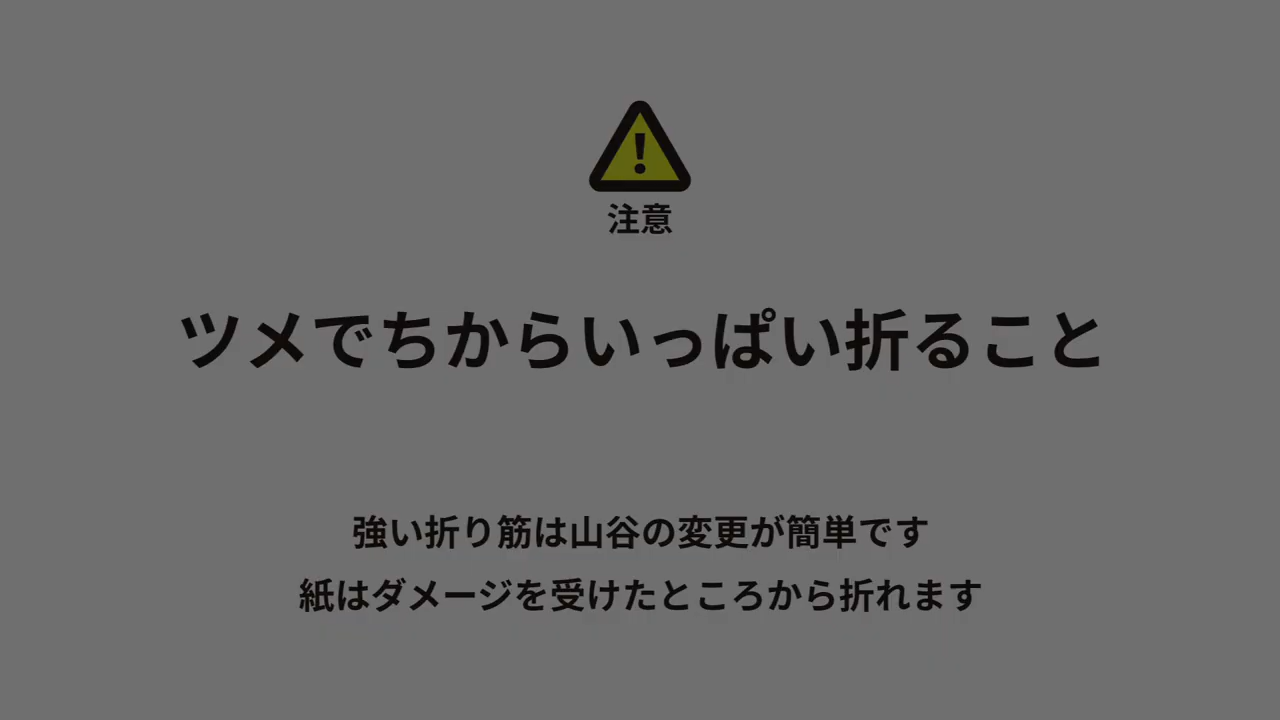 注意
ツメでちからいっぱい折ること
強い折り筋は山谷の変更が簡単です
紙はダメージを受けたところから折れます